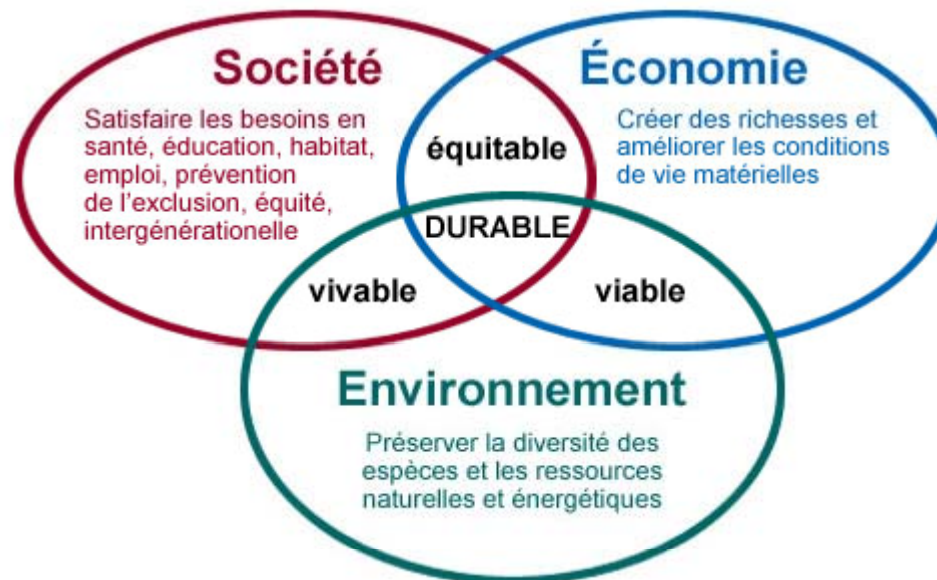 Société
Satisfaire les besoins en
santé, éducation, habitat,
emploi, prévention
de l'exclusion, équité,
intergénérationelle
Économie
Créer des richesses et
améliorer les conditions
de vie matérielles
équitable
DURABLE
vivable
viable
Environnement
Préserver la diversité des
espèces et les ressources
naturelles et énergétiques